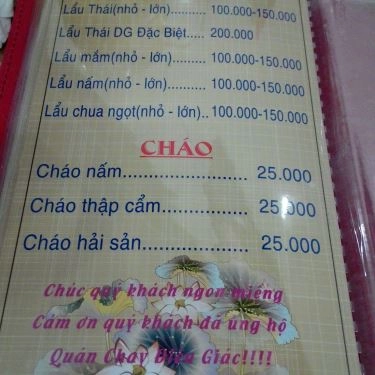 Lẩu Thái(nhỏ - lớn).......... 100.000-150.000
Lẩu Thái DG Đặc Biệt..... 200.000
Lẩu mắm(nhỏ - lớn)........ 100.000-150.000
Lẩu nấm(nhỏ - lớn)......... 100.000-150.000
Lẩu chua ngọt(nhỏ - lớn).. 100.000-150.000
CHÁO
Cháo nấm........................ 25.000
Cháo thập cẩm................ 25.000
Cháo hải sản................... 25.000
Chúc quý khách ngon miệng
Cảm ơn quý khách đã ủng hộ
Quán Chay Giác!!!!